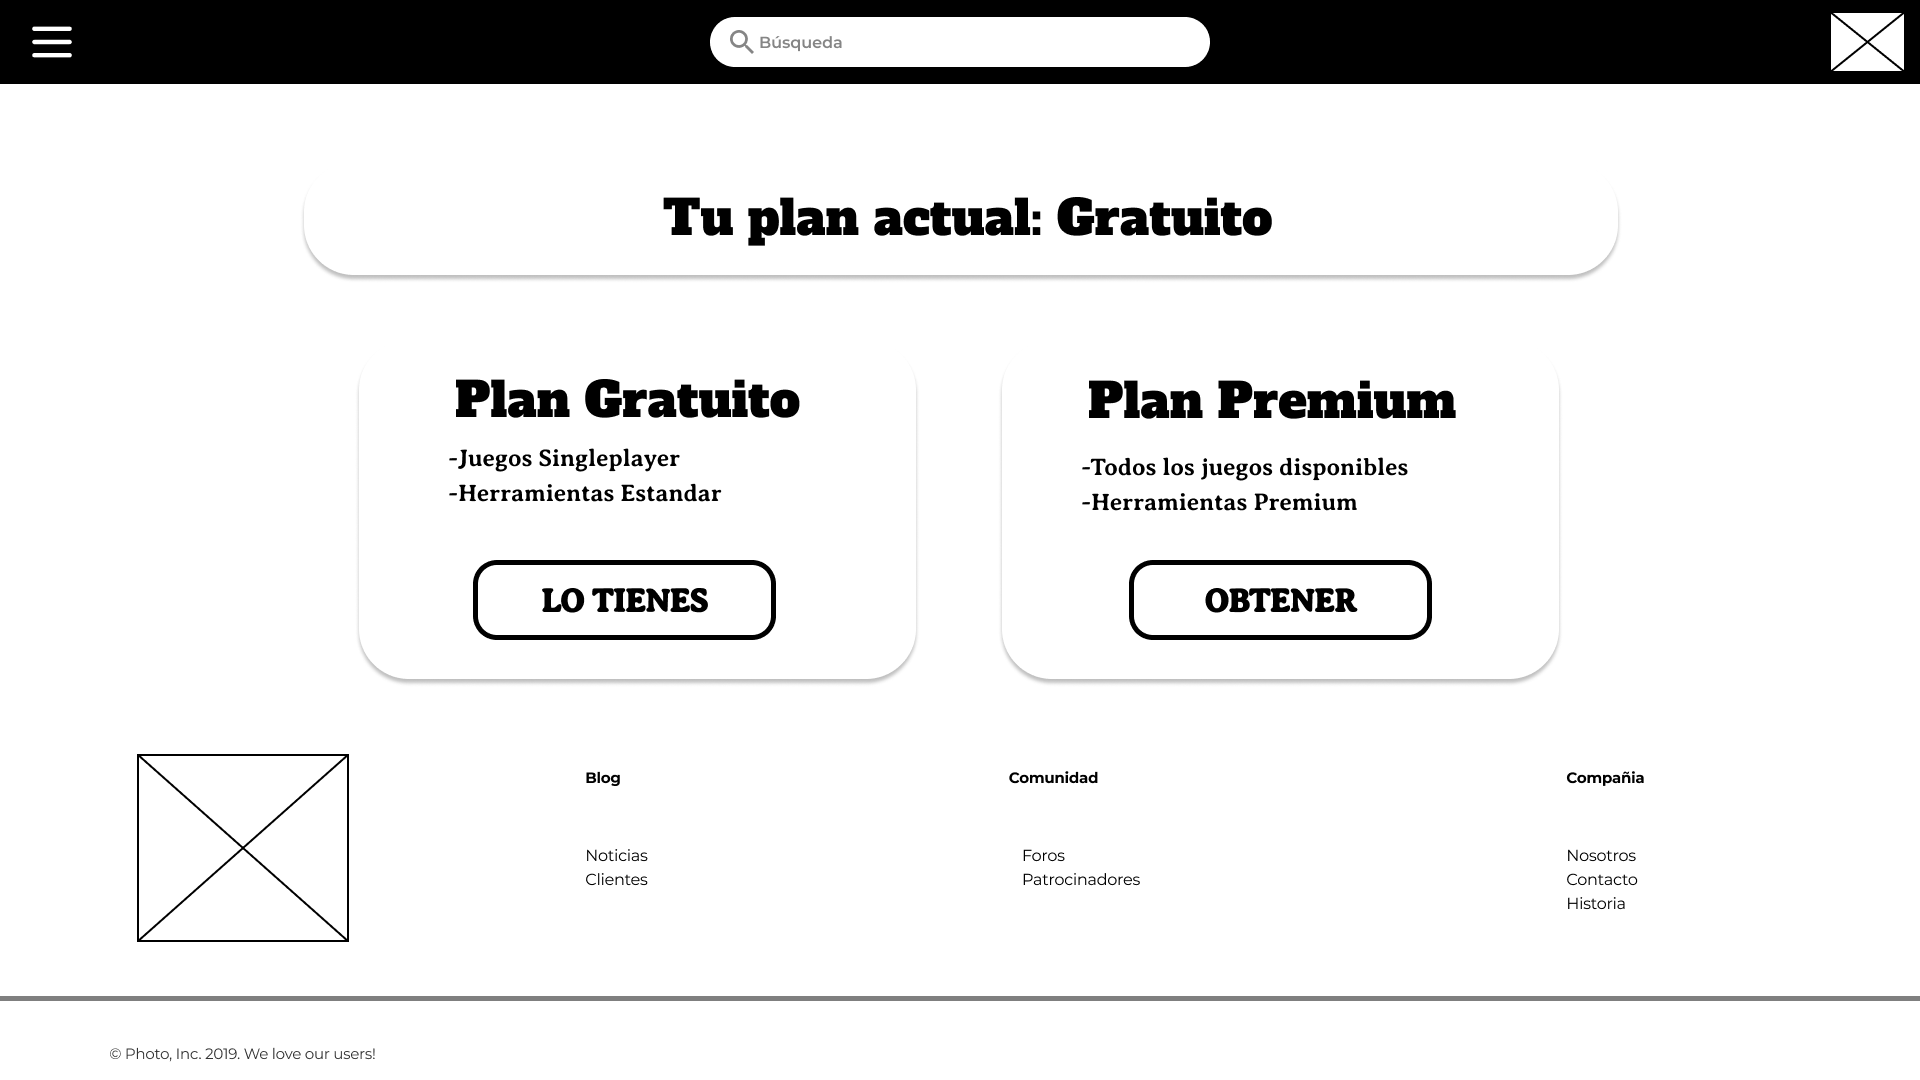 Búsqueda
Tu plan actual: Gratuito
Plan Gratuito
-Juegos Singleplayer
-Herramientas Estandar
LO TIENES
Plan Premium
-Todos los juegos disponibles
-Herramientas Premium
OBTENER
Blog
Noticias
Clientes
Comunidad
Foros
Patrocinadores
Compañia
Nosotros
Contacto
Historia
© Photo, Inc. 2019. We love our users!